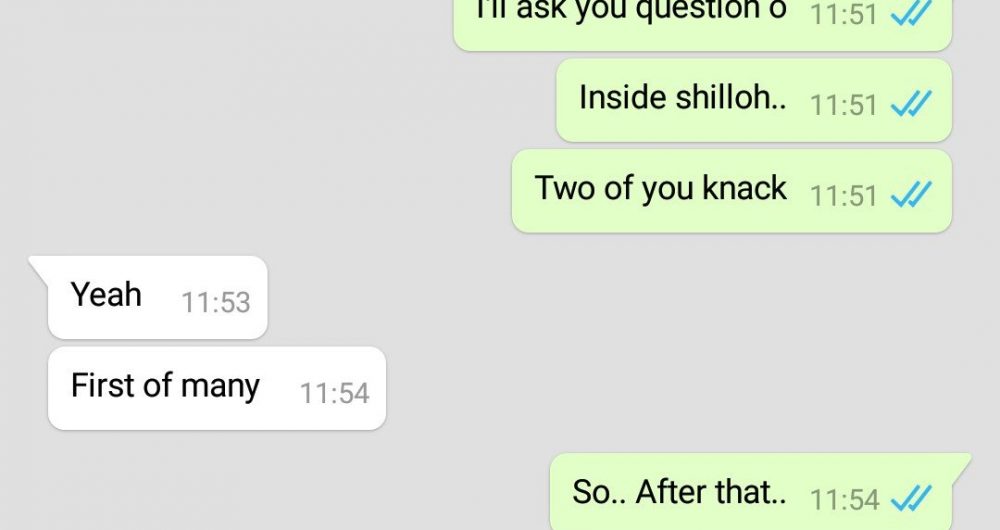 I'll ask you question o 11:51
Inside shilloh.. 11:51
Two of you knack 11:51
Yeah 11:53
First of many 11:54
So.. After that.. 11:54